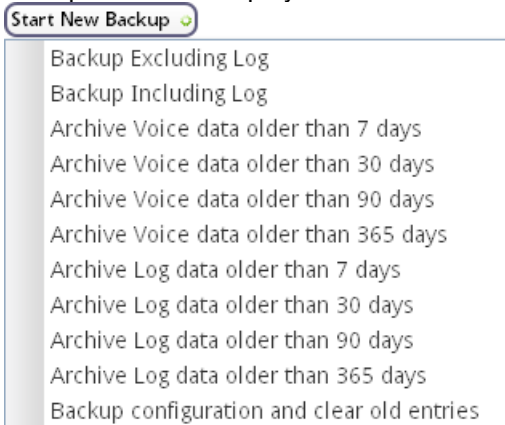 Start New Backup
Backup Excluding Log
Backup Including Log
Archive Voice data older than 7 days
Archive Voice data older than 30 days
Archive Voice data older than 90 days
Archive Voice data older than 365 days
Archive Log data older than 7 days
Archive Log data older than 30 days
Archive Log data older than 90 days
Archive Log data older than 365 days
Backup configuration and clear old entries